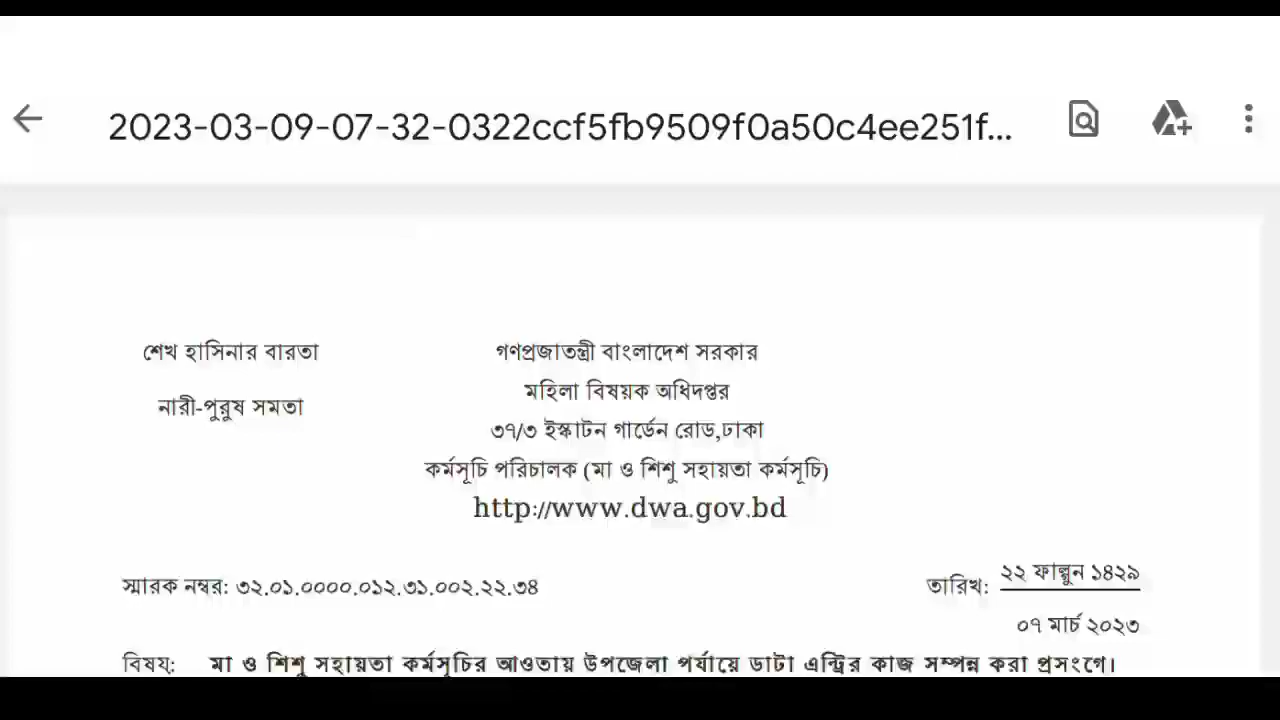 2023-03-09-07-32-0322ccf5fb9509f0a50c4ee251f...
শেখ হাসিনার বারতা
নারী-পুরুষ সমতা
গণপ্রজাতন্ত্রী বাংলাদেশ সরকার
মহিলা বিষয়ক অধিদপ্তর
৩৭/৩ ইস্কাটন গার্ডেন রোড,ঢাকা
কর্মসূচি পরিচালক (মা ও শিশু সহায়তা কর্মসূচি)
http://www.dwa.gov.bd
স্মারক নম্বর: ৩২.০১.০০০০.০১২.৩১.০০২.২২.৩৪
তারিখ: ২২ ফাল্গুন ১৪২৯
০৭ মার্চ ২০২৩
বিষয়: মা ও শিশু সহায়তা কর্মসূচির আওতায় উপজেলা পর্যায়ে ডাটা এন্ট্রির কাজ সম্পন্ন করা প্রসংগে।